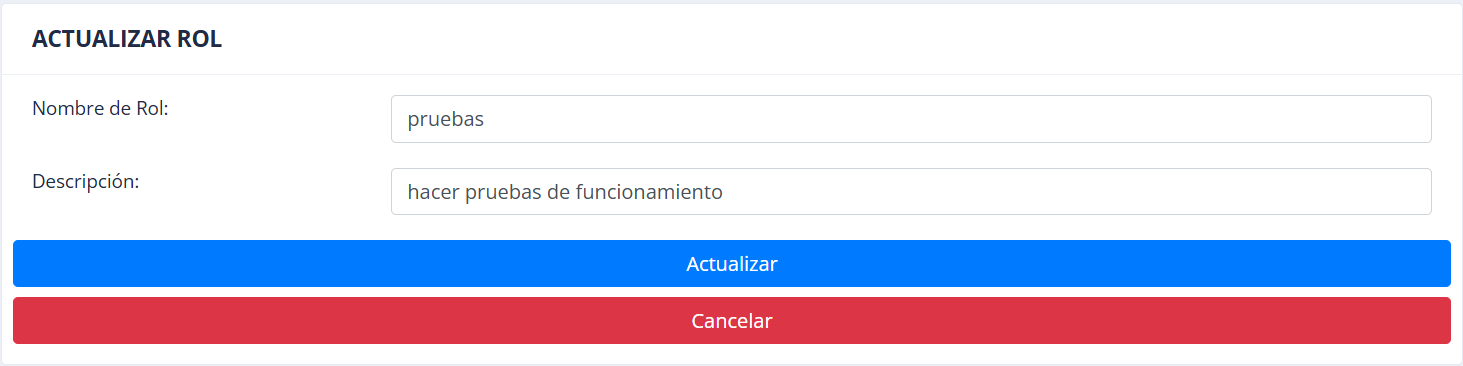 ACTUALIZAR ROL
Nombre de Rol:
pruebas
Descripción:
hacer pruebas de funcionamiento
Actualizar
Cancelar